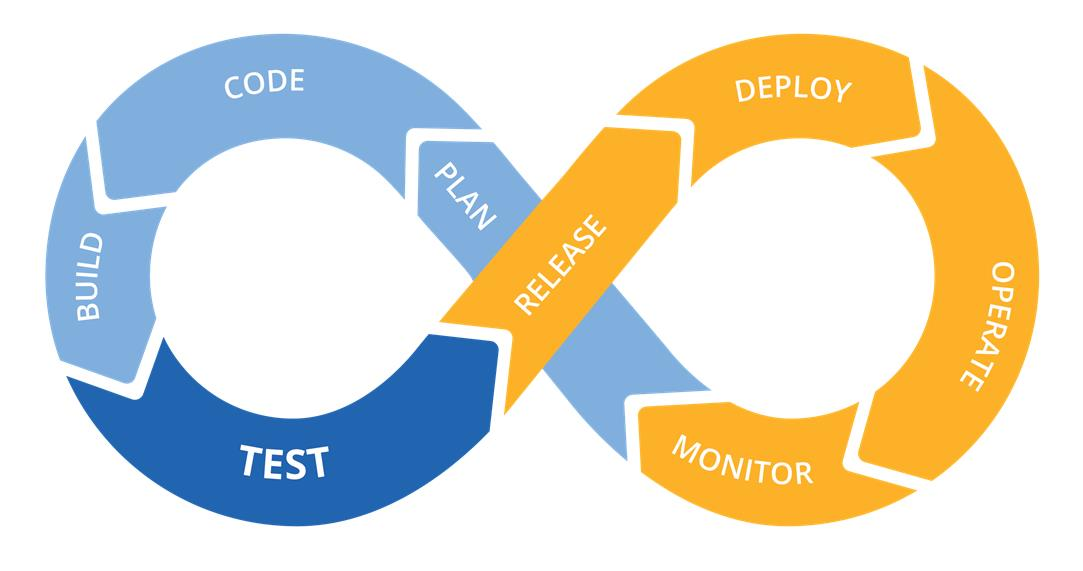 CODE
DEPLOY
PLAN
RELEASE
BUILD
OPERATE
TEST
MONITOR